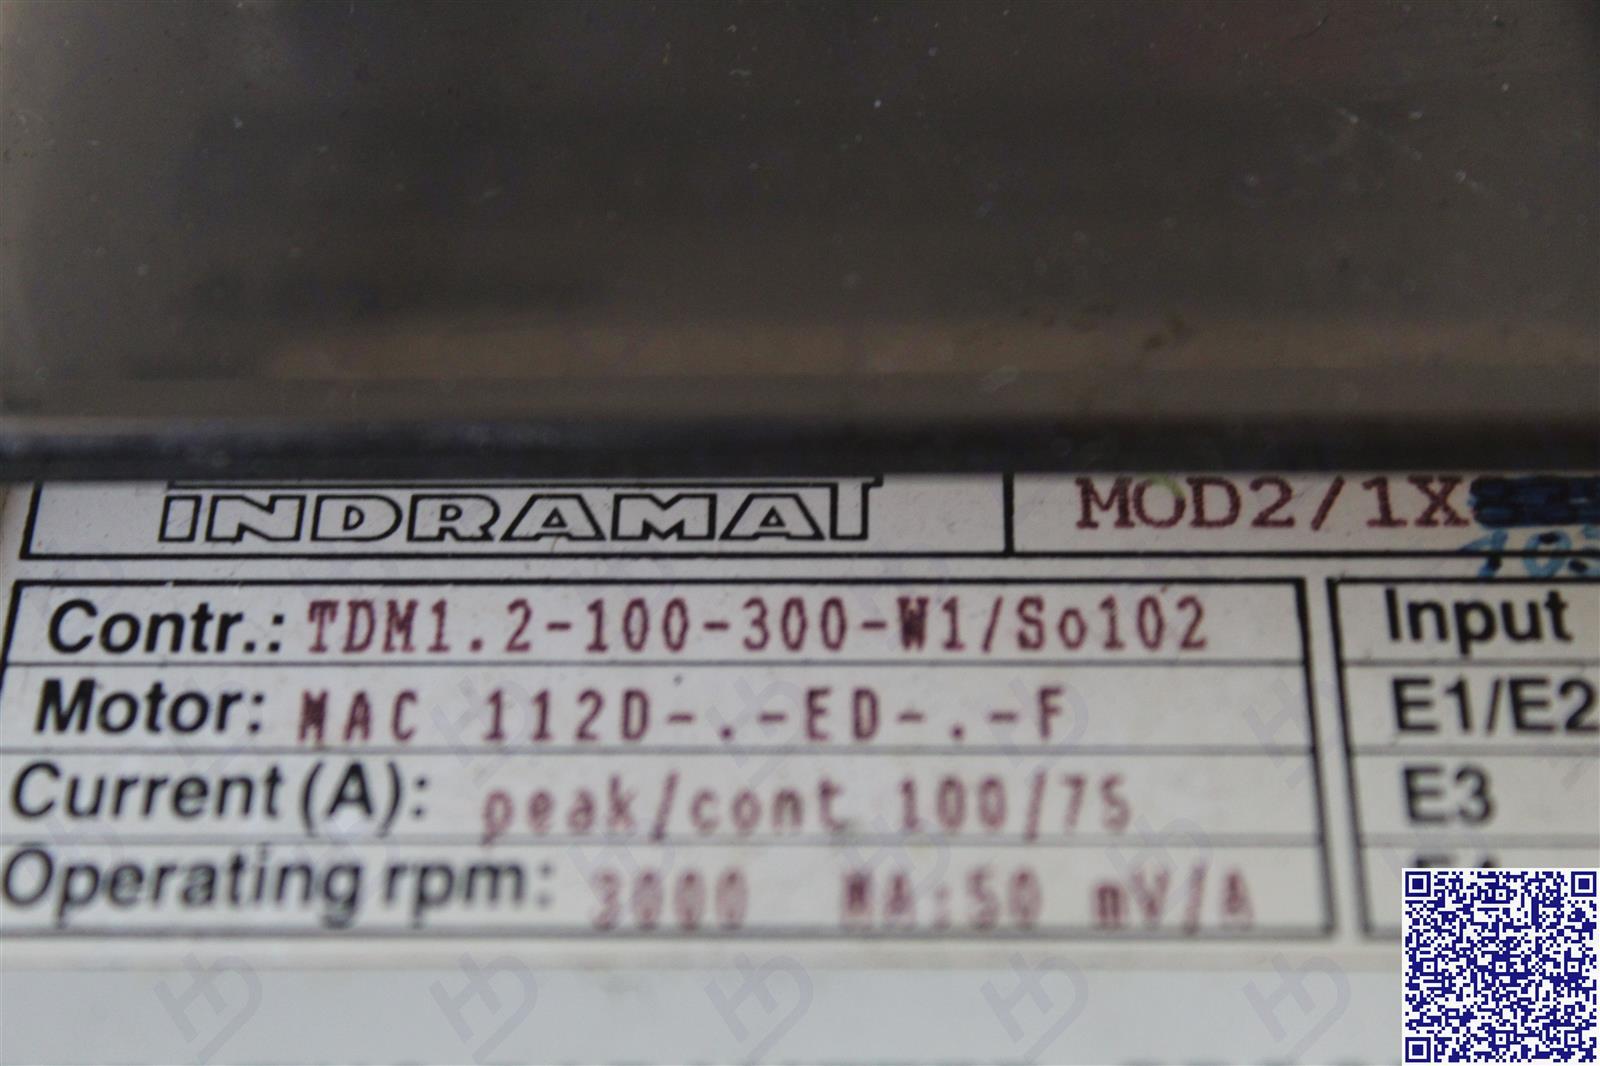 INDRAMAT MOD2/1X
Contr.: TDM1.2-100-300-W1/So102 Input
Motor: MAC 112D-.-ED-.-F E1/E2
Current (A): peak/cont 100/75 E3
Operating rpm: 3000 MA:50 mV/A